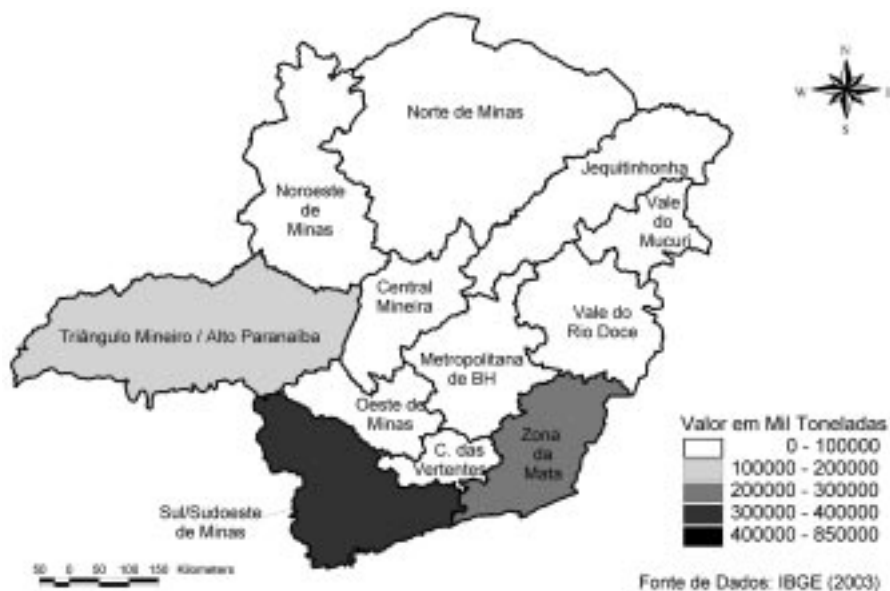 N
W
S
Norte de Minas
Jequitinhonha
Noroeste
de
Minas
Vale
do
Mucuri
Central
Mineira
Vale do
Rio Doce
Triângulo Mineiro / Alto Paranaíba
Metropolitana
de BH
Oeste de
Minas
Zona
da
Mata
C. das
Vertentes
Sul/Sudoeste
de Minas
Valor em Mil Toneladas
0 - 100000
100000 - 200000
200000 - 300000
300000 - 400000
400000 - 850000
50 0 50 100 150 Kilometers
Fonte de Dados: IBGE (2003)